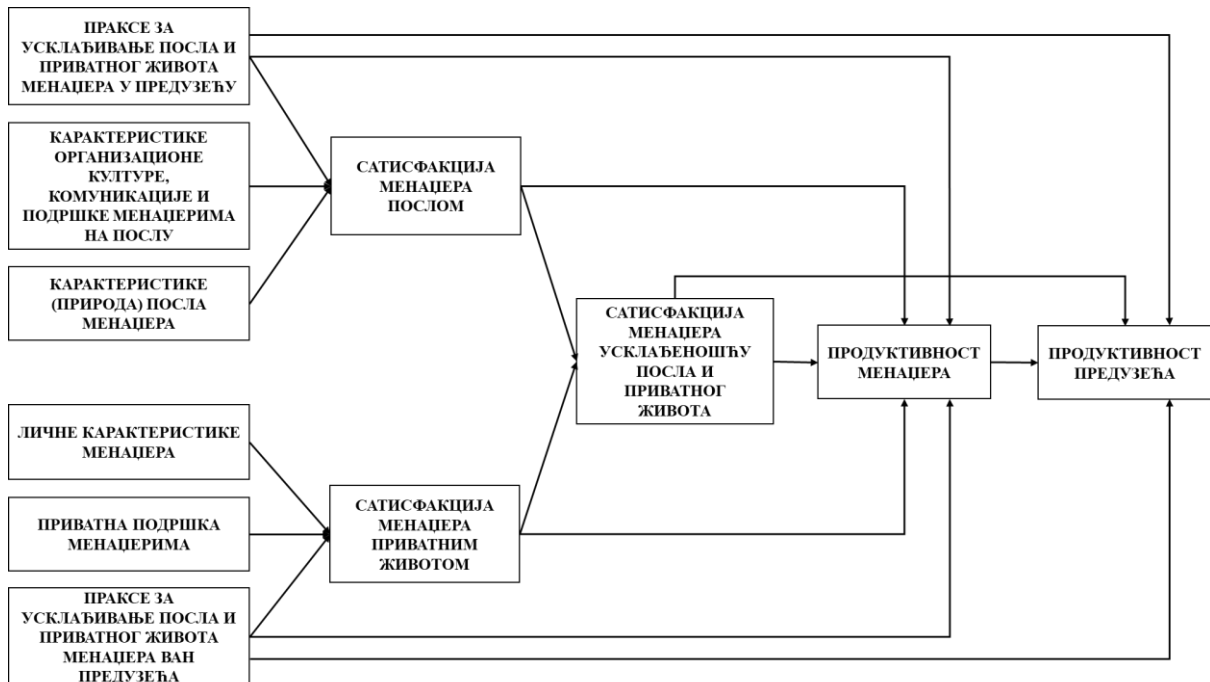 ПРАКСЕ ЗА
УСКЛАЂИВАЊЕ ПОСЛА И
ПРИВАТНОГ ЖИВОТА
МЕНАЏЕРА У ПРЕДУЗЕЋУ
КАРАКТЕРИСТИКЕ
ОРГАНИЗАЦИОНЕ
КУЛТУРЕ,
КОМУНИКАЦИЈЕ И
ПОДРШКЕ МЕНАЏЕРИМА
НА ПОСЛУ
КАРАКТЕРИСТИКЕ
(ПРИРОДА) ПОСЛА
МЕНАЏЕРА
ЛИЧНЕ КАРАКТЕРИСТИКЕ
МЕНАЏЕРА
ПРИВАТНА ПОДРШКА
МЕНАЏЕРИМА
ПРАКСЕ ЗА
УСКЛАЂИВАЊЕ ПОСЛА И
ПРИВАТНОГ ЖИВОТА
МЕНАЏЕРА ВАН
ПРЕДУЗЕЋА
САТИСФАКЦИЈА
МЕНАЏЕРА
ПОСЛОМ
САТИСФАКЦИЈА
МЕНАЏЕРА
ПРИВАТНИМ
ЖИВОТОМ
САТИСФАКЦИЈА
МЕНАЏЕРА
УСКЛАЂЕНОШЋУ
ПОСЛА И
ПРИВАТНОГ
ЖИВОТА
ПРОДУКТИВНОСТ
МЕНАЏЕРА
ПРОДУКТИВНОСТ
ПРЕДУЗЕЋА